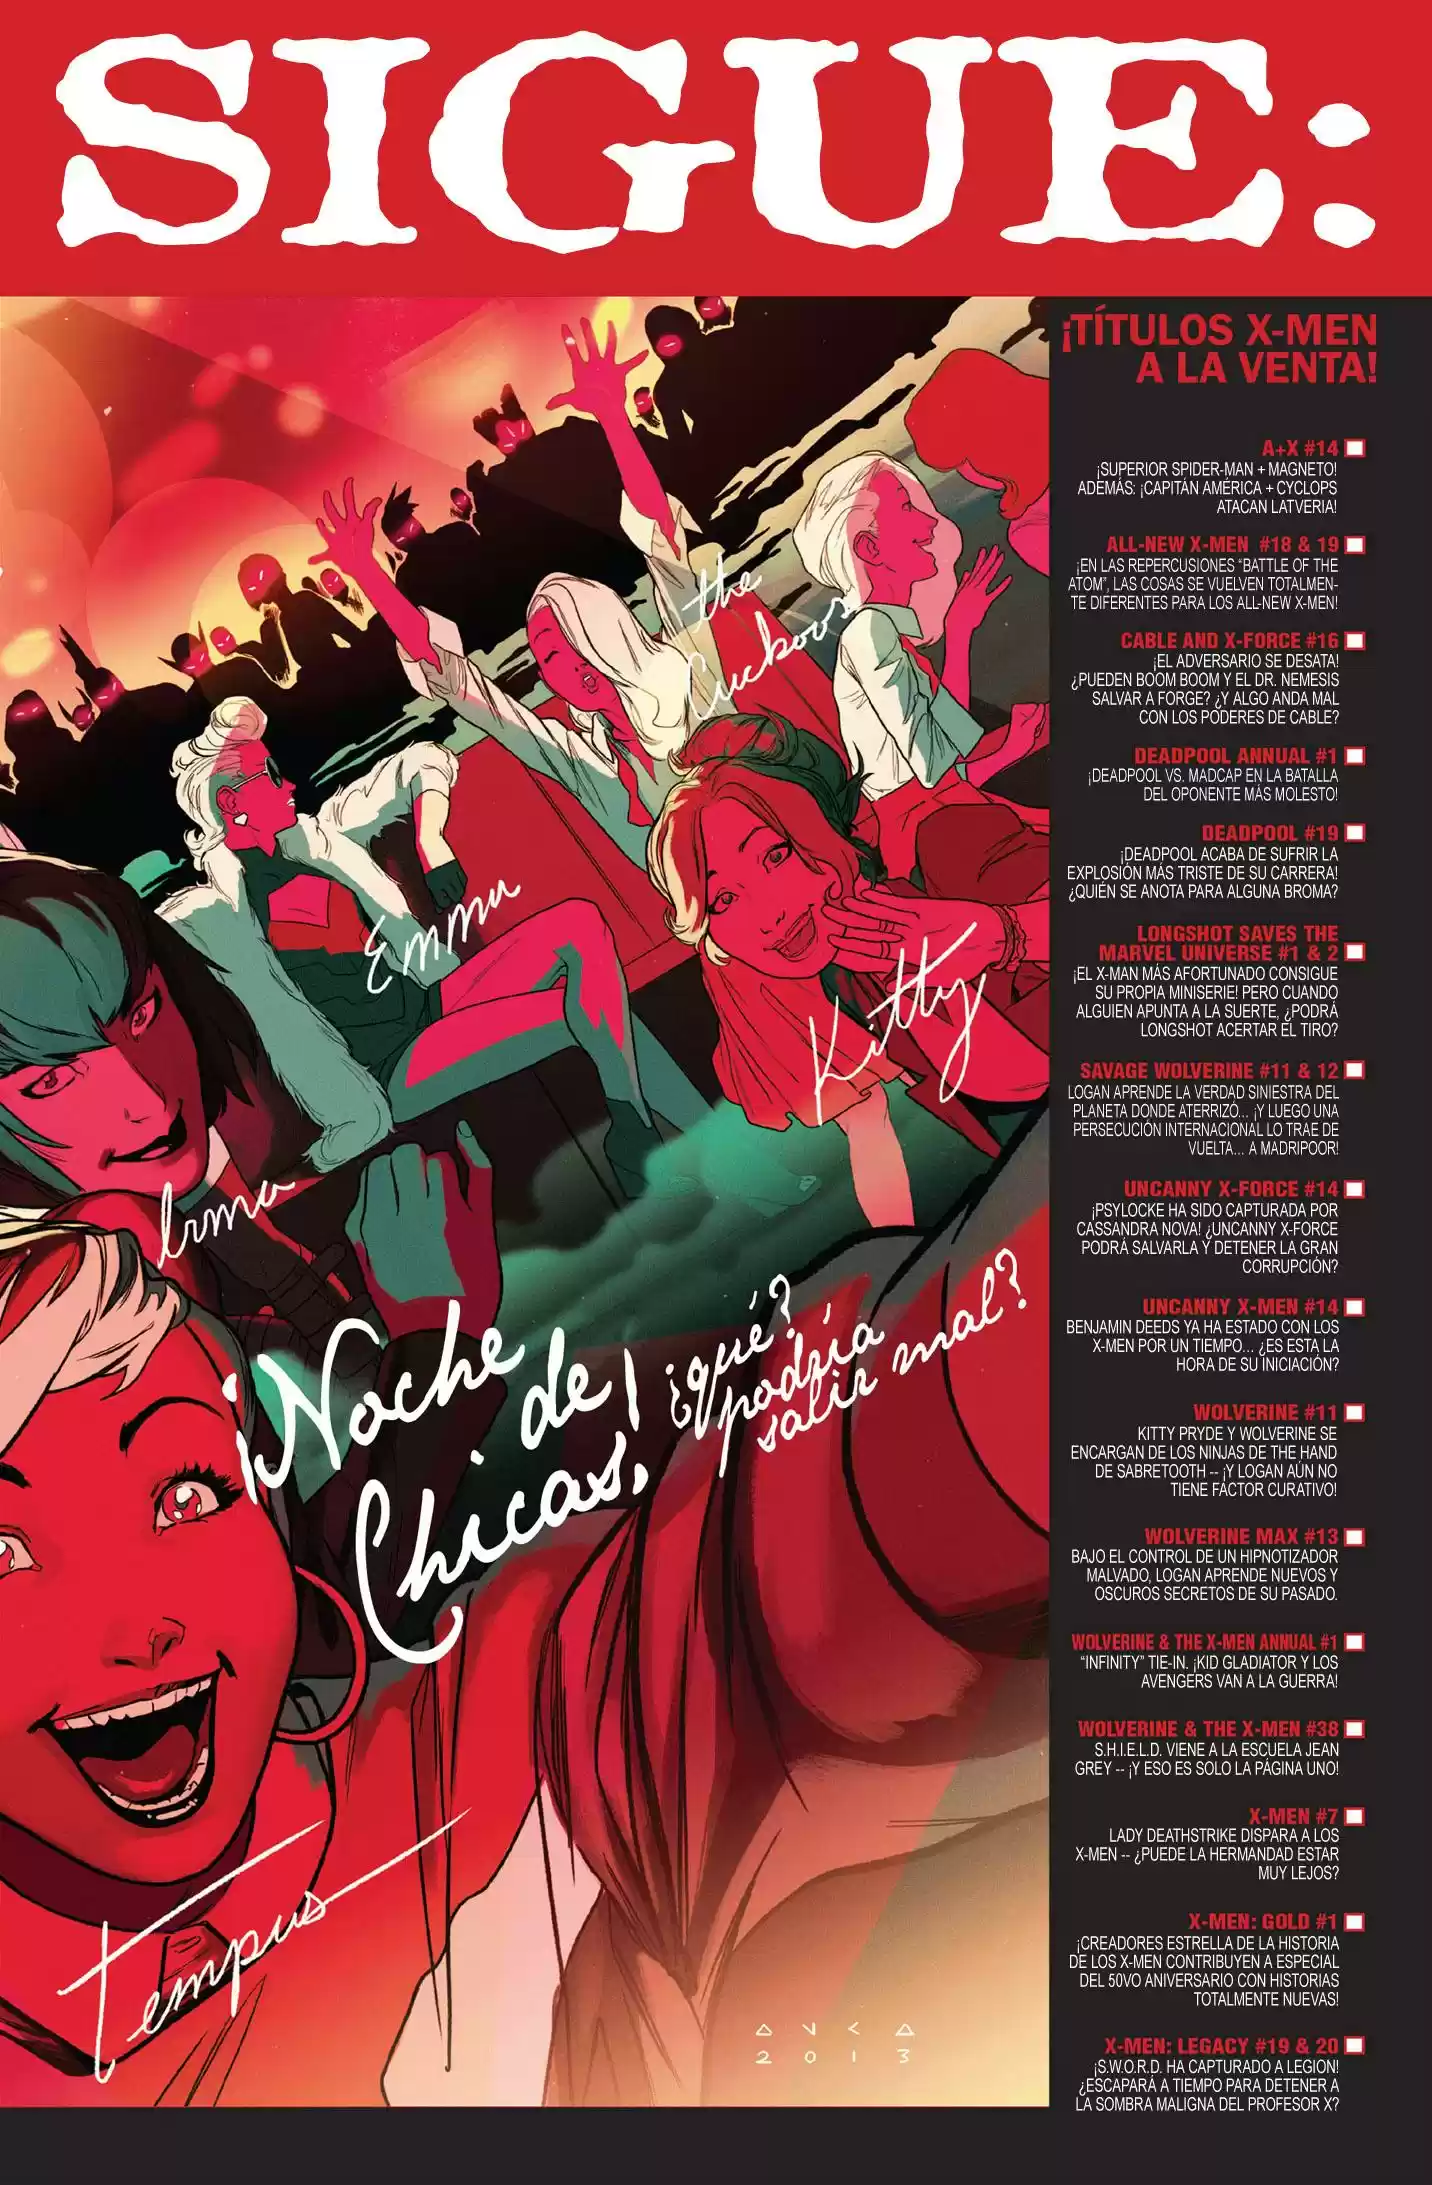 SIGUE:
¡TÍTULOS X-MEN
A LA VENTA!
A+X #14
¡SUPERIOR SPIDER-MAN + MAGNETO!
ADEMÁS: ¡CAPITÁN AMÉRICA + CYCLOPS
ATACAN LATVERIA!
ALL-NEW X-MEN #18 & 19
¡EN LAS REPERCUSIONES “BATTLE OF THE
ATOM”, LAS COSAS SE VUELVEN TOTALMEN-
TE DIFERENTES PARA LOS ALL-NEW X-MEN!
CABLE AND X-FORCE #16
¡EL ADVERSARIO SE DESATA!
¿PUEDEN BOOM BOOM Y EL DR. NEMESIS
SALVAR A FORGE? ¿Y ALGO ANDA MAL
CON LOS PODERES DE CABLE?
DEADPOOL ANNUAL #1
¡DEADPOOL VS. MADCAP EN LA BATALLA
DEL OPONENTE MÁS MOLESTO!
DEADPOOL #19
¡DEADPOOL ACABA DE SUFRIR LA
EXPLOSIÓN MÁS TRISTE DE SU CARRERA!
¿QUIÉN SE ANOTA PARA ALGUNA BROMA?
LONGSHOT SAVES THE
MARVEL UNIVERSE #1 & 2
¡EL X-MAN MÁS AFORTUNADO CONSIGUE
SU PROPIA MINISERIE! PERO CUANDO
ALGUIEN APUNTA A LA SUERTE, ¿PODRÁ
LONGSHOT ACERTAR EL TIRO?
SAVAGE WOLVERINE #11 & 12
LOGAN APRENDE LA VERDAD SINIESTRA DEL
PLANETA DONDE ATERRIZÓ... ¡Y LUEGO UNA
PERSECUCIÓN INTERNACIONAL LO TRAE DE
VUELTA... A MADRIPOOR!
UNCANNY X-FORCE #14
¡PSYLOCKE HA SIDO CAPTURADA POR
CASSANDRA NOVA! ¿UNCANNY X-FORCE
PODRÁ SALVARLA Y DETENER LA GRAN
CORRUPCIÓN?
UNCANNY X-MEN #14
BENJAMIN DEEDS YA HA ESTADO CON LOS
X-MEN POR UN TIEMPO... ¿ES ESTA LA
HORA DE SU INICIACIÓN?
WOLVERINE #11
KITTY PRYDE Y WOLVERINE SE
ENCARGAN DE LOS NINJAS DE THE HAND
DE SABRETOOTH -- ¡Y LOGAN AÚN NO
TIENE FACTOR CURATIVO!
WOLVERINE MAX #13
BAJO EL CONTROL DE UN HIPNOTIZADOR
MALVADO, LOGAN APRENDE NUEVOS Y
OSCUROS SECRETOS DE SU PASADO.
WOLVERINE & THE X-MEN ANNUAL #1
“INFINITY” TIE-IN. ¡KID GLADIATOR Y LOS
AVENGERS VAN A LA GUERRA!
WOLVERINE & THE X-MEN #38
S.H.I.E.L.D. VIENE A LA ESCUELA JEAN
GREY -- ¡Y ESO ES SOLO LA PÁGINA UNO!
X-MEN #7
LADY DEATHSTRIKE DISPARA A LOS
X-MEN -- ¿PUEDE LA HERMANDAD ESTAR
MUY LEJOS?
X-MEN: GOLD #1
¡CREADORES ESTRELLA DE LA HISTORIA
DE LOS X-MEN CONTRIBUYEN A ESPECIAL
DEL 50VO ANIVERSARIO CON HISTORIAS
TOTALMENTE NUEVAS!
X-MEN: LEGACY #19 & 20
¡S.W.O.R.D. HA CAPTURADO A LEGION!
¿ESCAPARÁ A TIEMPO PARA DETENER A
LA SOMBRA MALIGNA DEL PROFESOR X?
the
Cuckoos
Emma
Kitty
Irma
¡Noche
de
Chicas,!
¿qué?
podría
salir mal?
Tempus
ANKA
2013